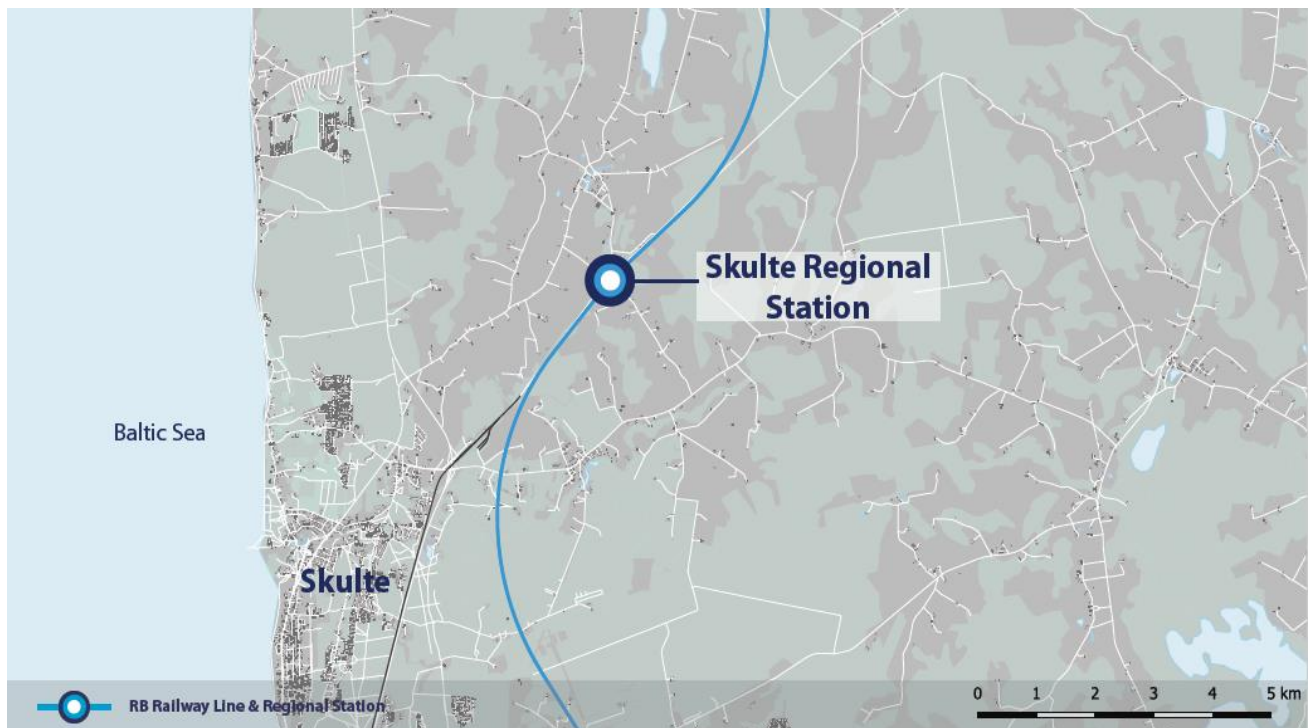 Skulte Regional
Station
Baltic Sea
Skulte
RB Railway Line & Regional Station
0 1 2 3 4 5 km